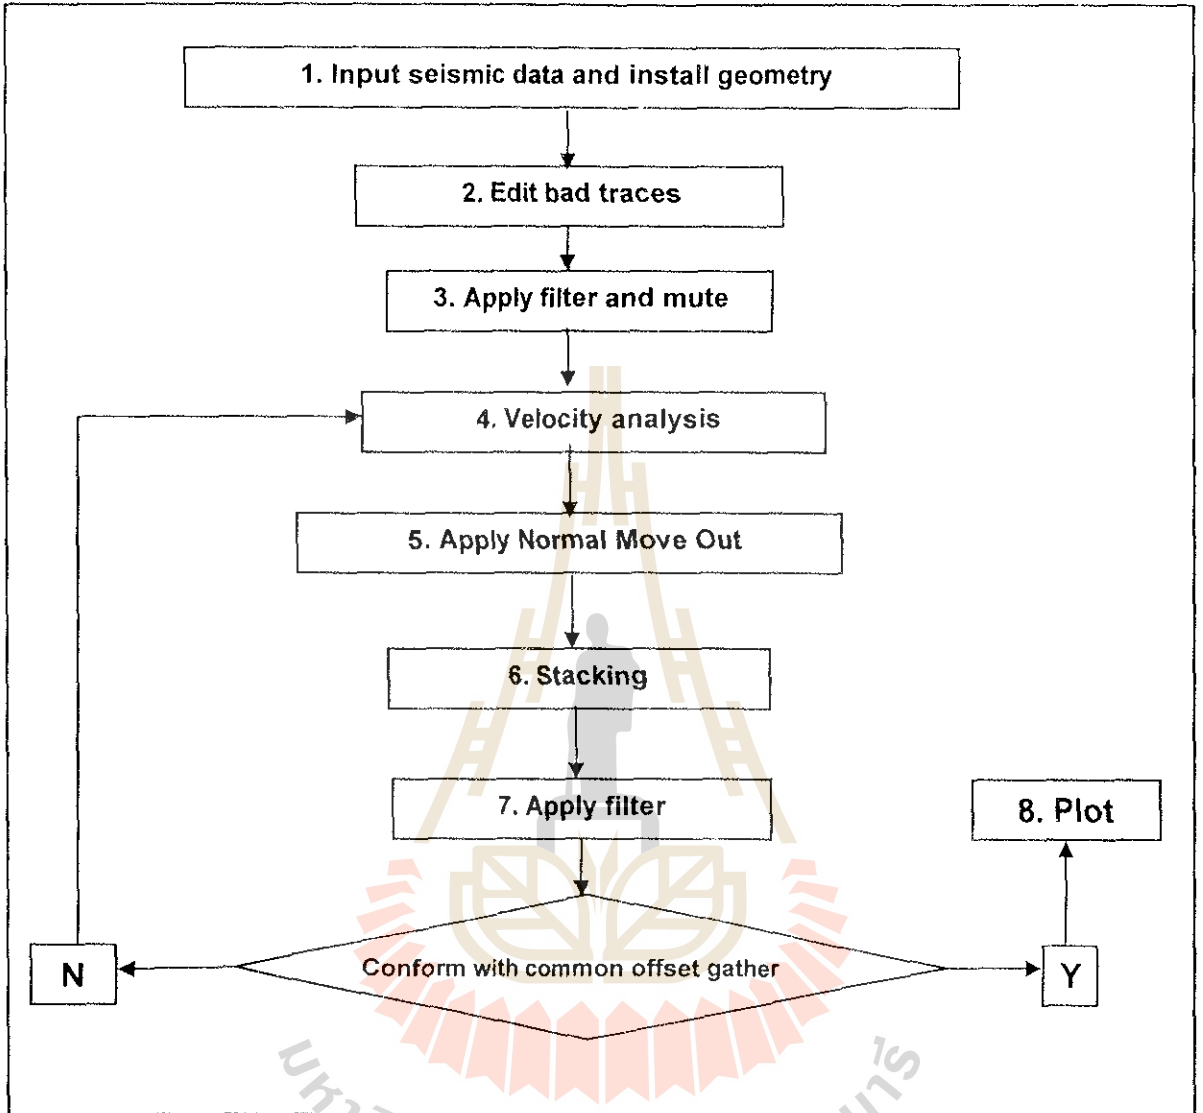 1. Input seismic data and install geometry
2. Edit bad traces
3. Apply filter and mute
4. Velocity analysis
5. Apply Normal Move Out
6. Stacking
7. Apply filter
8. Plot
N
Conform with common offset gather
Y